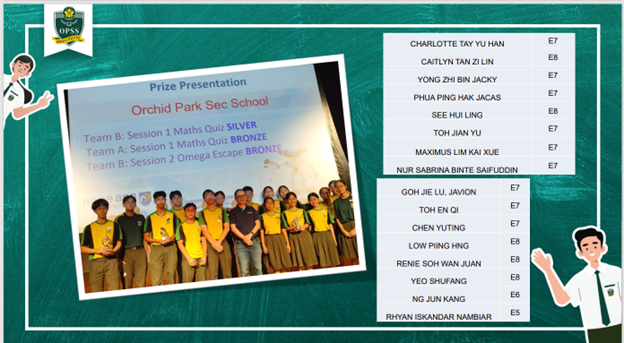 OPSS
Prize Presentation
Orchid Park Sec School
Team B: Session 1 Maths Quiz SILVER
Team A: Session 1 Maths Quiz BRONZE
Team B: Session 2 Omega Escape BRONZE
CHARLOTTE TAY YU HAN E7
CAITLYN TAN ZI LIN E8
YONG ZHI BIN JACKY E7
PHUA PING HAK JACAS E7
SEE HUI LING E8
TOH JIAN YU E7
MAXIMUS LIM KAI XUE E7
NUR SABRINA BINTE SAIFUDDIN E7
GOH JIE LU, JAVION E7
TOH EN QI E7
CHEN YUTING E7
LOW PIING HNG E8
RENIE SOH WAN JUAN E8
YEO SHUFANG E8
NG JUN KANG E6
RHYAN ISKANDAR NAMBIAR E5